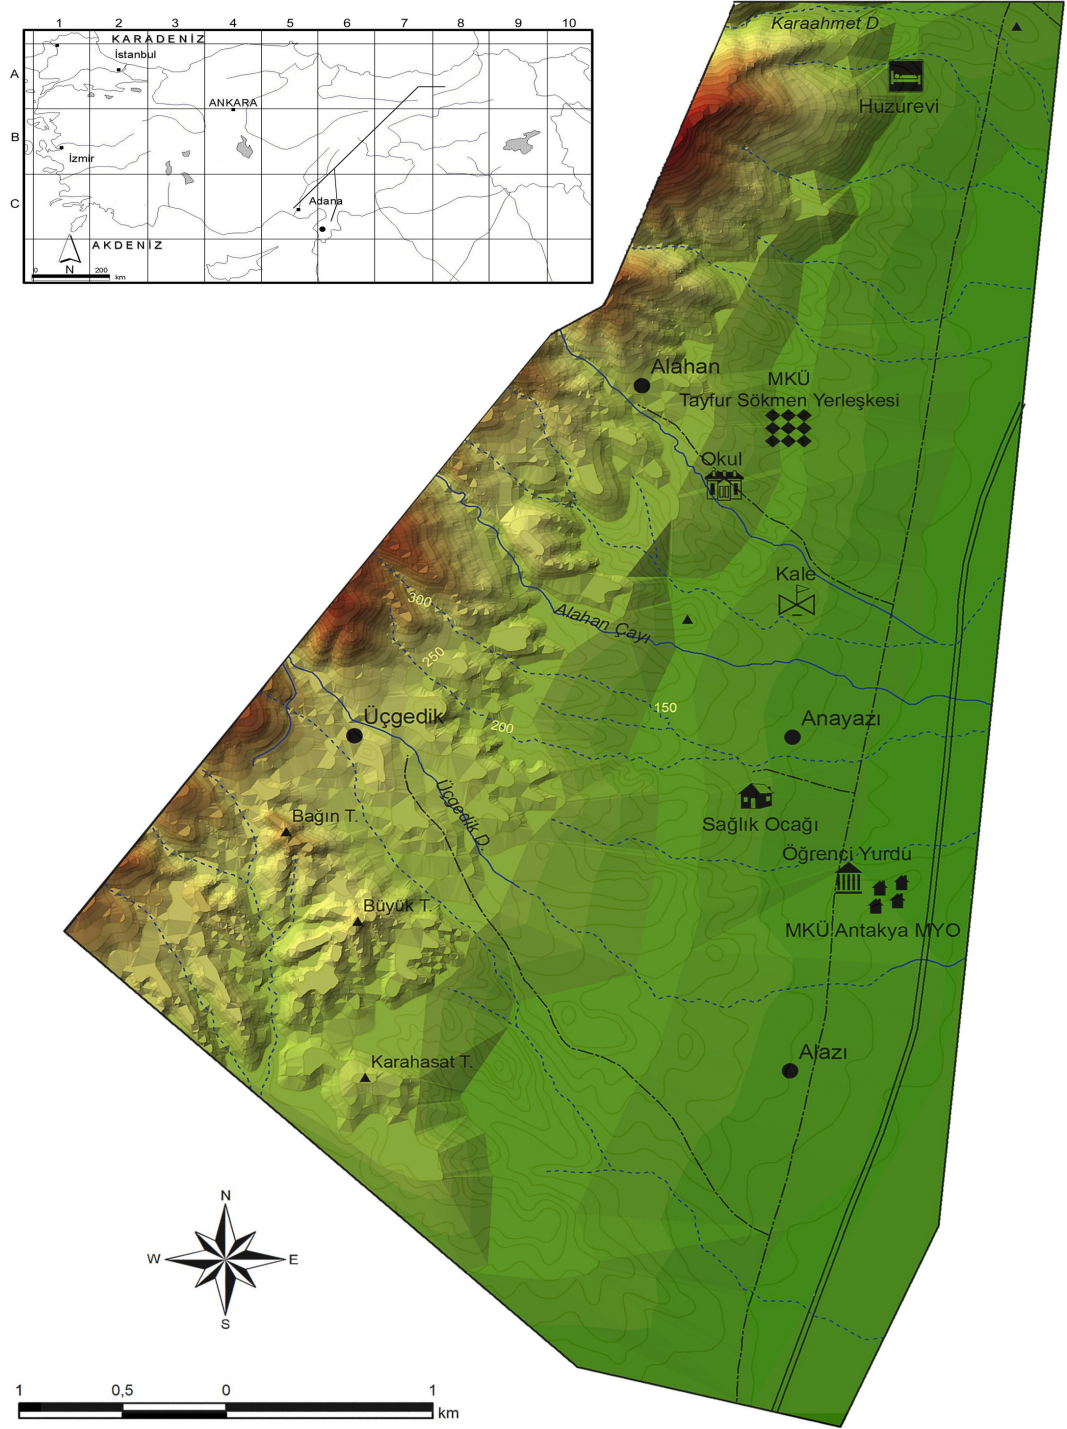 1 2 3 4 5 6 7 8 9 10
KARADENİZ
İstanbul
A
ANKARA
B
İzmir
Adana
C
AKDENİZ
N
0 200
km
Karaahmet D.
Huzurevi
Alahan
MKÜ
Tayfur Sökmen Yerleşkesi
Okul
Kale
300
Alahan Çayı
250
150
Üçgedik
200
Anayazı
Üçgedik D.
Bağın T.
Sağlık Ocağı
Öğrenci Yurdu
Büyük T.
MKÜ Antakya MYO
Alazı
Karahasat T.
N
W E
S
1 0,5 0 1
km